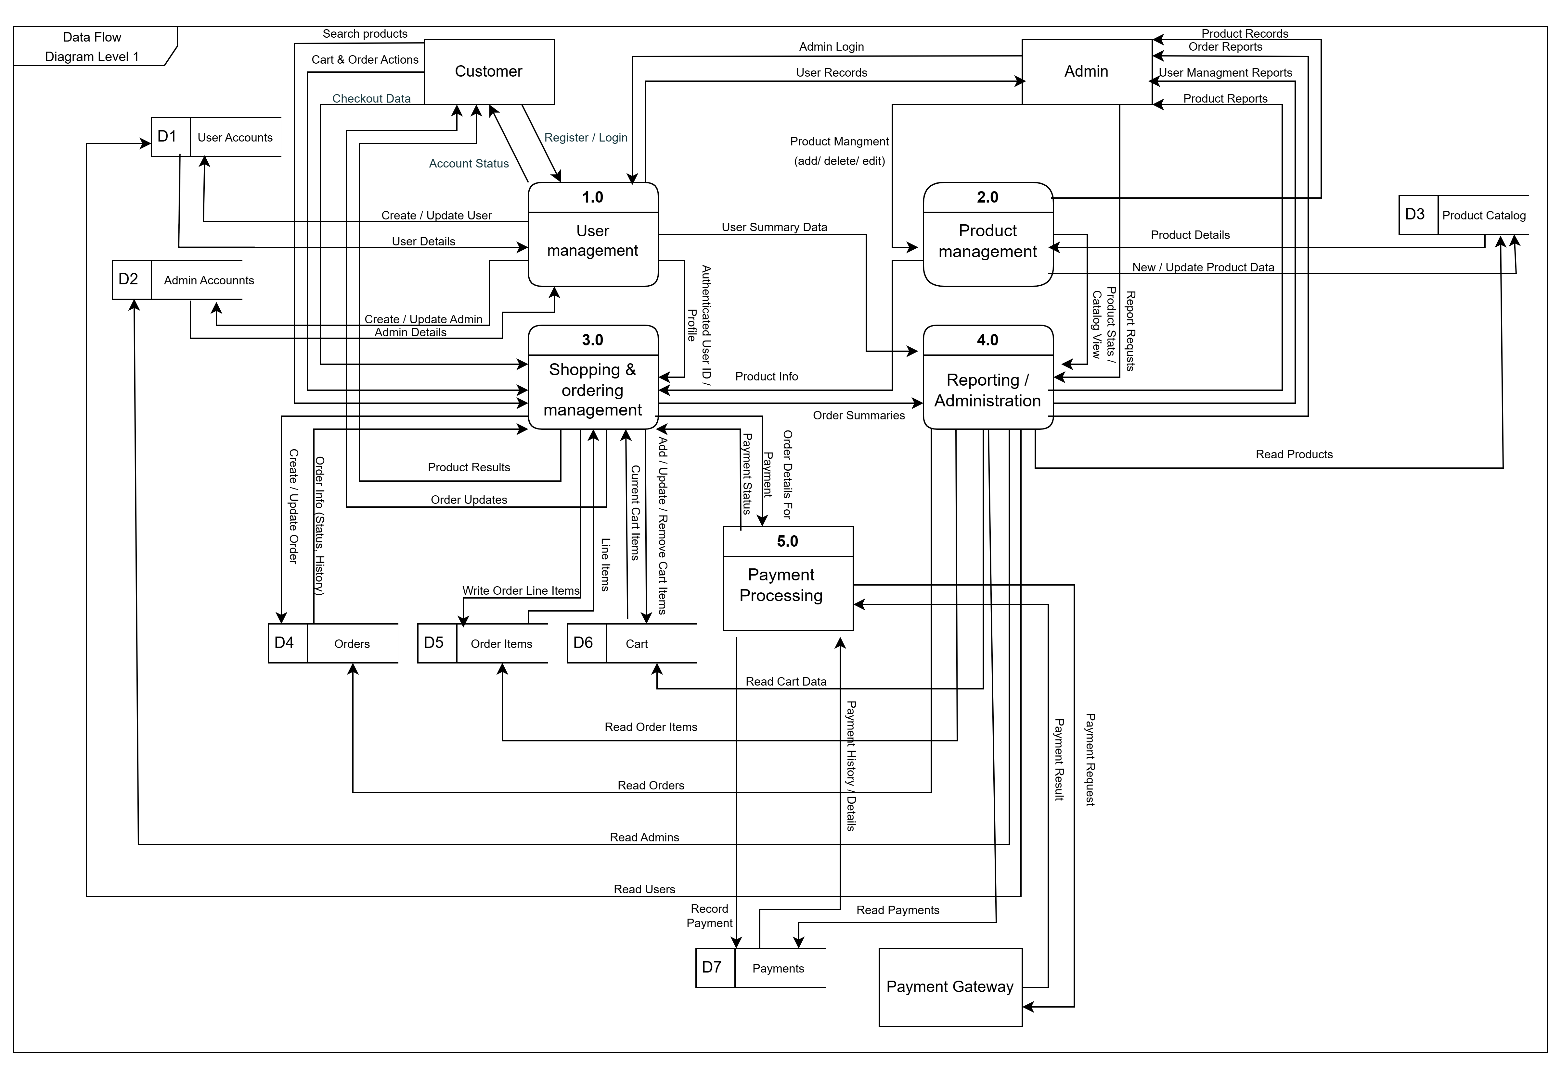 Data Flow
Diagram Level 1
Search products
Cart & Order Actions
Checkout Data
Customer
Admin Login
User Records
Admin
Product Records
Order Reports
User Managment Reports
Product Reports
D1
User Accounts
Register / Login
Account Status
Product Mangment
(add/ delete/ edit)
1.0
User
management
2.0
Product
management
D3
Product Catalog
Create / Update User
User Details
User Summary Data
Product Details
New / Update Product Data
D2
Admin Accounnts
Create / Update Admin
Admin Details
Authenticated User ID /
Profile
Report Requsts
Product Stats /
Catalog View
3.0
Shopping &
ordering
management
4.0
Reporting /
Administration
Product Info
Order Summaries
Create / Update Order
Order Info (Status, History)
Product Results
Order Updates
Line Items
Current Cart Items
Add / Update / Remove Cart Items
Payment Status
Order Details For
Payment
Read Products
5.0
Payment
Processing
Write Order Line Items
D4
Orders
D5
Order Items
D6
Cart
Read Cart Data
Read Order Items
Payment History / Details
Payment Result
Payment Request
Read Orders
Read Admins
Read Users
Record
Payment
Read Payments
D7
Payments
Payment Gateway